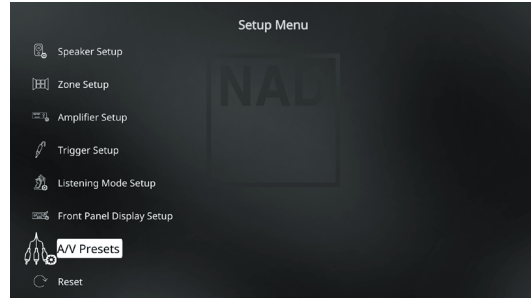 Setup Menu
NAD
Speaker Setup
Zone Setup
Amplifier Setup
Trigger Setup
Listening Mode Setup
Front Panel Display Setup
A/V Presets
Reset